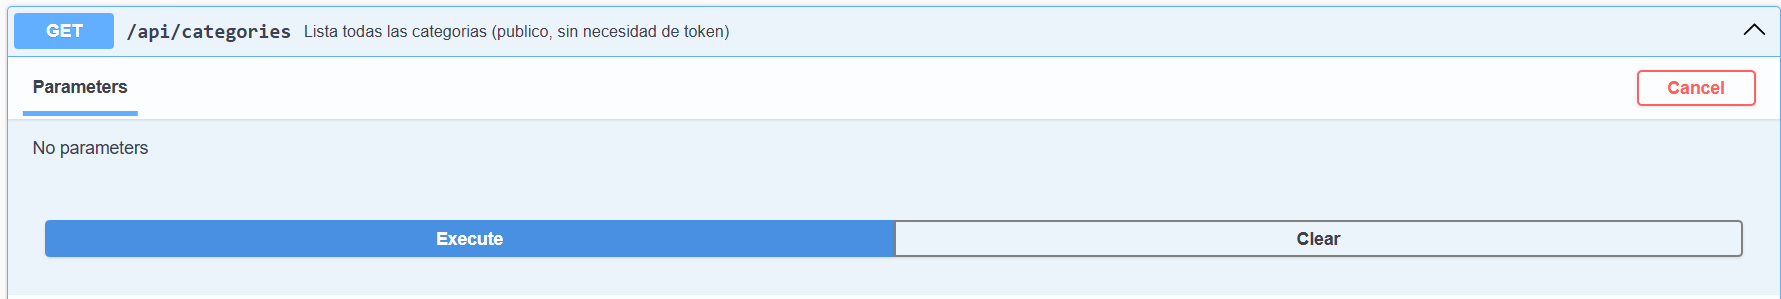 GET /api/categories Lista todas las categorias (publico, sin necesidad de token)
Parameters Cancel
No parameters
Execute Clear